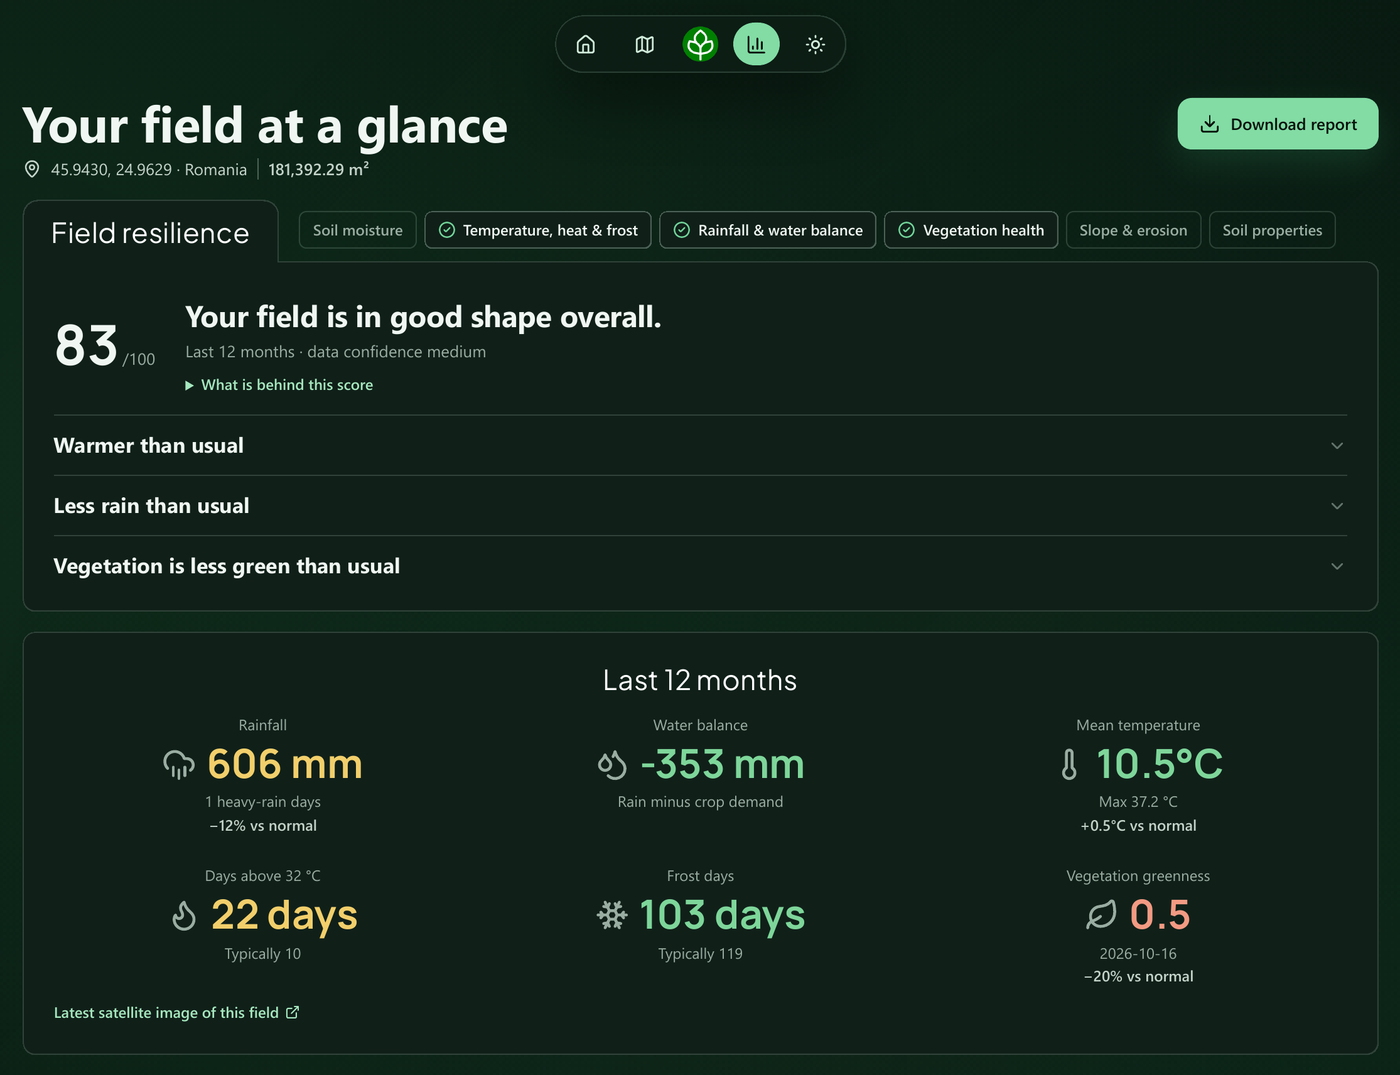 Your field at a glance
Download report
45.9430, 24.9629 · Romania
181,392.29 m²
Field resilience
Soil moisture
Temperature, heat & frost
Rainfall & water balance
Vegetation health
Slope & erosion
Soil properties
83 /100
Your field is in good shape overall.
Last 12 months · data confidence medium
What is behind this score
Warmer than usual
Less rain than usual
Vegetation is less green than usual
Last 12 months
Rainfall
606 mm
1 heavy-rain days
−12% vs normal
Water balance
-353 mm
Rain minus crop demand
Mean temperature
10.5°C
Max 37.2 °C
+0.5°C vs normal
Days above 32 °C
22 days
Typically 10
Frost days
103 days
Typically 119
Vegetation greenness
0.5
2026-10-16
−20% vs normal
Latest satellite image of this field